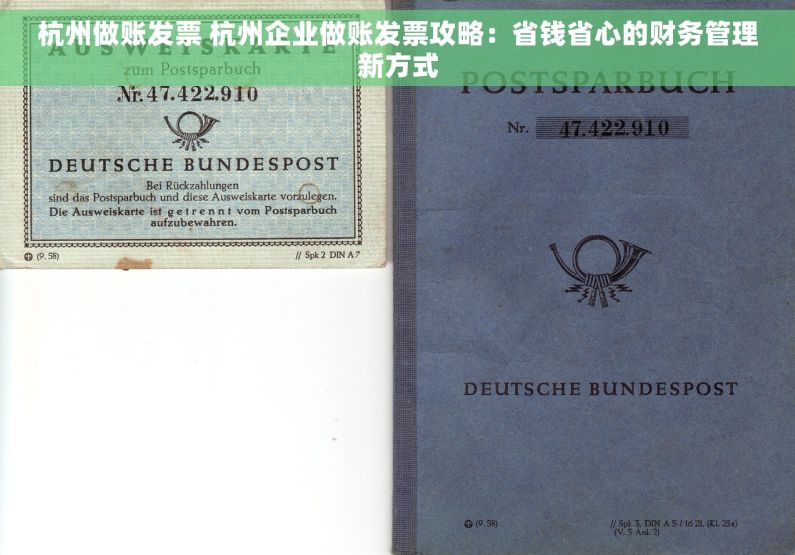 杭州做账发票 杭州企业做账发票攻略：省钱省心的财务管理
新方式
AUSWEISKARTE
zum Postsparbuch
Nr. 47.422.910
DEUTSCHE BUNDESPOST
Bei Rückzahlungen
sind das Postsparbuch und diese Ausweiskarte vorzulegen.
Die Ausweiskarte ist getrennt vom Postsparbuch
aufzubewahren.
(9. 58)
// Spk 2 DIN A 7
POSTSPARBUCH
Nr. 47.422.910
DEUTSCHE BUNDESPOST
(9. 58)
// Spk 3, DIN A 5 / 16 Bl. (Kl. 23a)
(V. 5 Anl. 2)